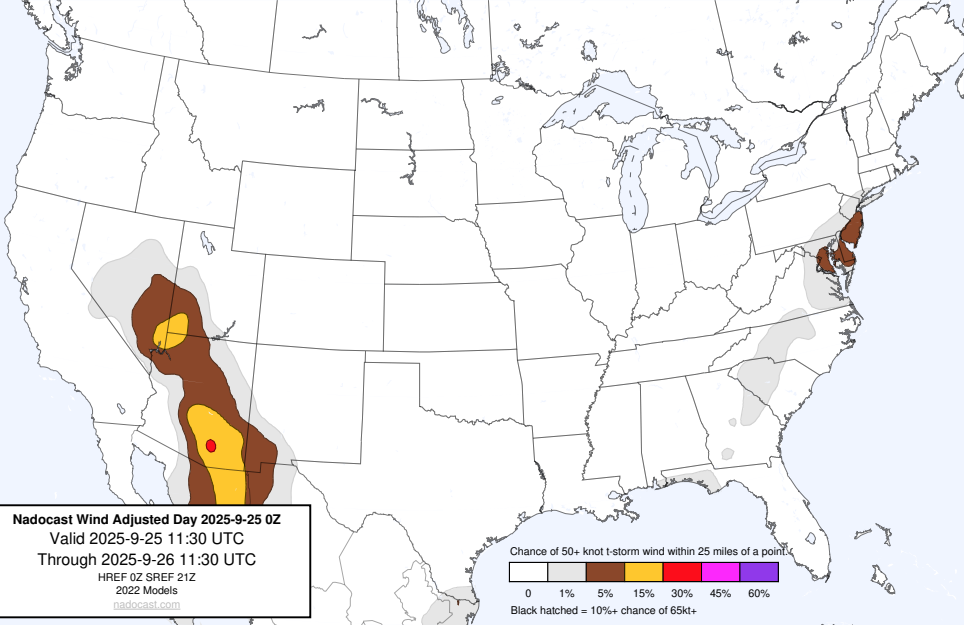 Nadocast Wind Adjusted Day 2025-9-25 0Z
Valid 2025-9-25 11:30 UTC
Through 2025-9-26 11:30 UTC
HREF 0Z SREF 21Z
2022 Models
nadocast.com
Chance of 50+ knot t-storm wind within 25 miles of a point.
0 1% 5% 15% 30% 45% 60%
Black hatched = 10%+ chance of 65kt+